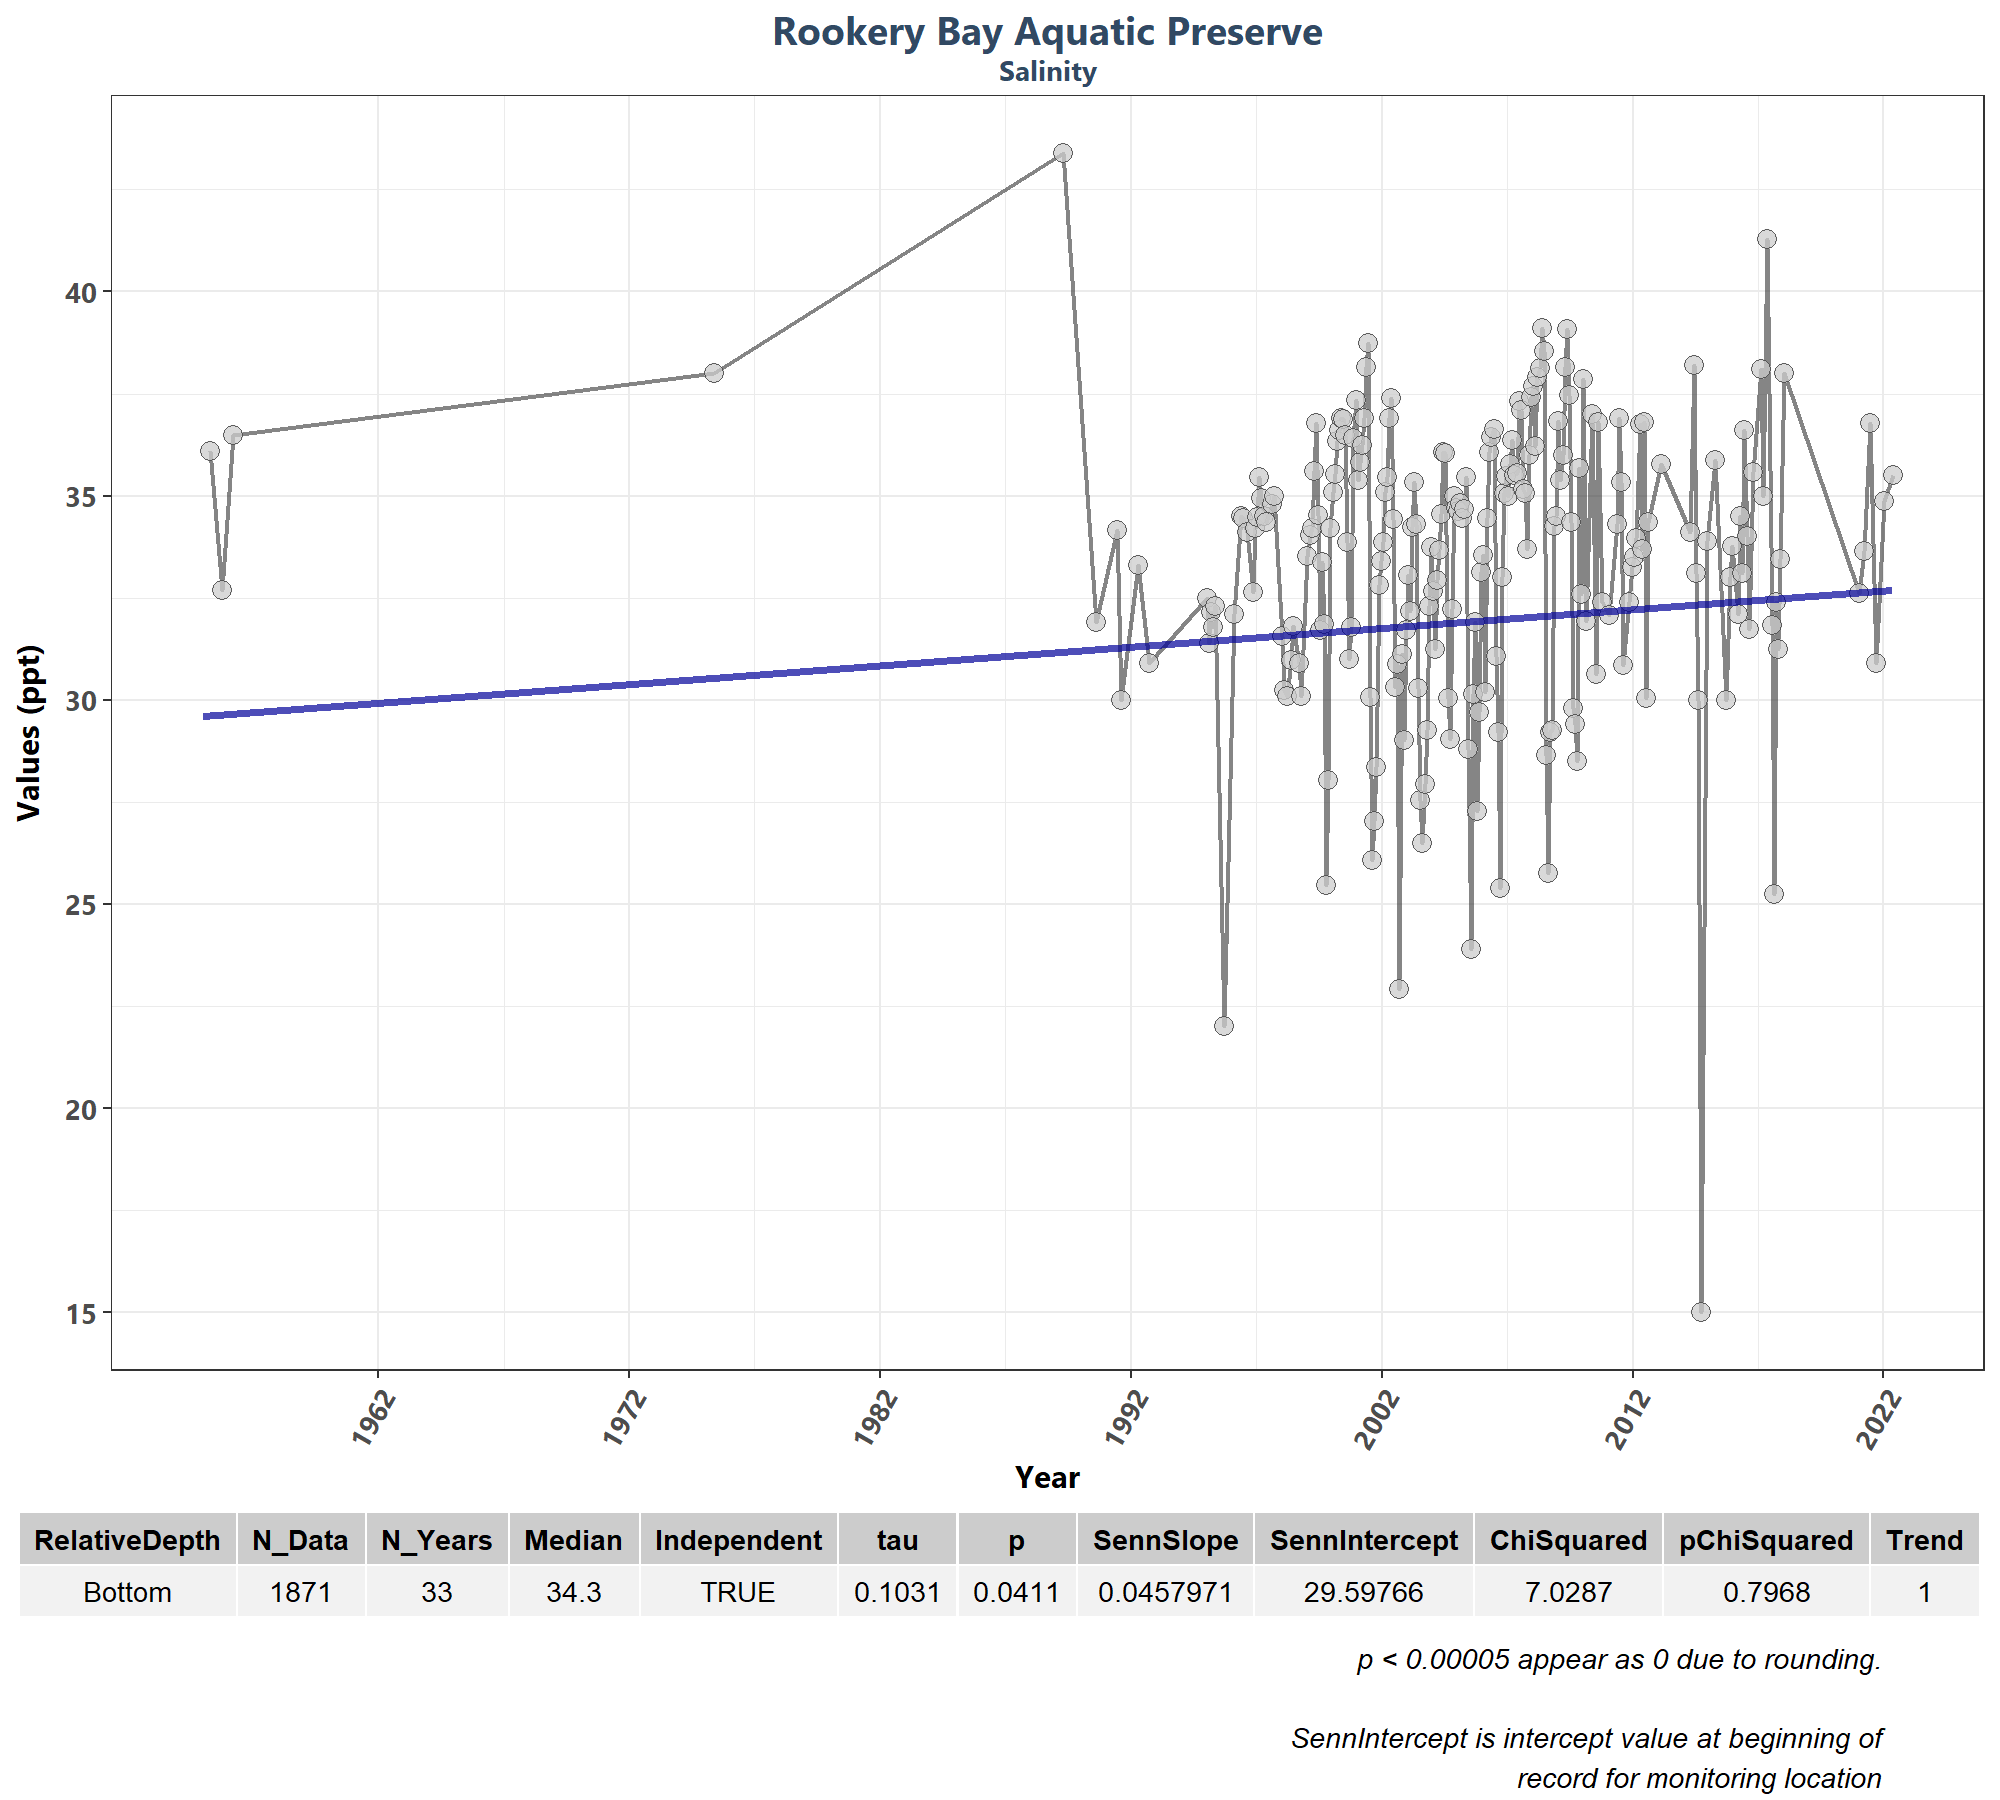 Rookery Bay Aquatic Preserve
Salinity
Values (ppt)
40
35
30
25
20
15
1962 1972 1982 1992 2002 2012 2022
Year
RelativeDepth N_Data N_Years Median Independent tau p SennSlope SennIntercept ChiSquared pChiSquared Trend
Bottom 1871 33 34.3 TRUE 0.1031 0.0411 0.0457971 29.59766 7.0287 0.7968 1
p < 0.00005 appear as 0 due to rounding.
SennIntercept is intercept value at beginning of
record for monitoring location